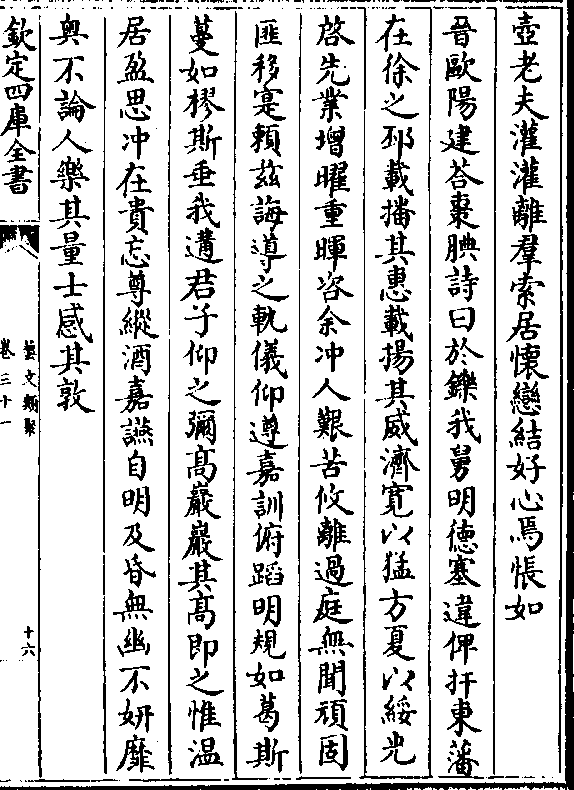 壺老夫灌灌離羣索居懷戀結好心焉悵如
晉歐陽建荅棗腆詩曰於鑠我舅明德塞違俾扞東藩
在徐之邳載播其惠載揚其威濟寛以猛方夏以綏光
啓先業增曜重暉咨余冲人艱苦攸離過庭無聞頑固
匪移寔頼兹誨導之軌儀仰遵嘉訓俯蹈明規如葛斯
蔓如樛斯垂我遘君子仰之彌髙巖巖其髙即之惟温
居盈思冲在貴忘尊縱酒嘉讌自明及昏無幽不妍靡
奥不論人樂其量士感其敦
欽定四庫全書
藝文類聚
卷三十一
十六